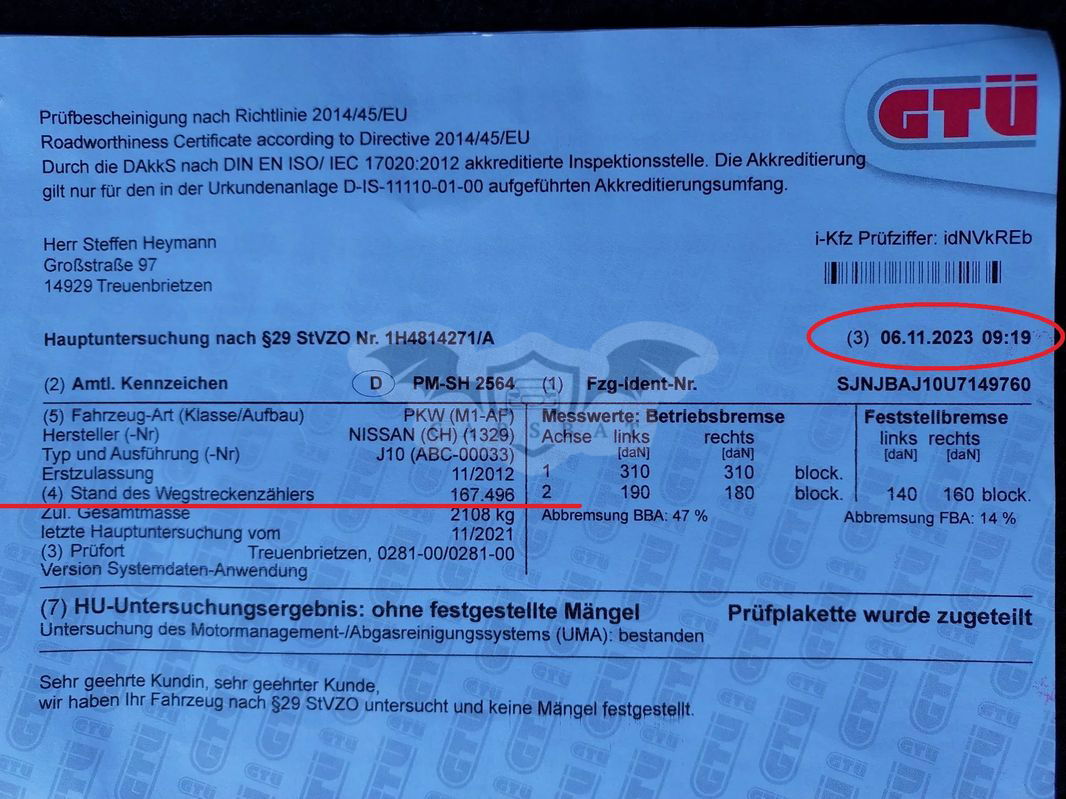 GTÜ
Prüfbescheinigung nach Richtlinie 2014/45/EU
Roadworthiness Certificate according to Directive 2014/45/EU
Durch die DAkkS nach DIN EN ISO/ IEC 17020:2012 akkreditierte Inspektionsstelle. Die Akkreditierung
gilt nur für den in der Urkundenanlage D-IS-11110-01-00 aufgeführten Akkreditierungsumfang.
Herr Steffen Heymann
Großstraße 97
14929 Treuenbrietzen
i-Kfz Prüfziffer: idNVkREb
Hauptuntersuchung nach §29 StVZO Nr. 1H4814271/A (3) 06.11.2023 09:19
(2) Amtl. Kennzeichen D PM-SH 2564 (1) Fzg-Ident-Nr. SJNJBAJ10U7149760
(5) Fahrzeug-Art (Klasse/Aufbau) PKW (M1-AF)
Hersteller (-Nr) NISSAN (CH) (1329)
Typ und Ausführung (-Nr) J10 (ABC-00033)
Erstzulassung 11/2012
(4) Stand des Wegstreckenzählers 167.496
Zul. Gesamtmasse 2108 kg
letzte Hauptuntersuchung vom 11/2021
(3) Prüfort Treuenbrietzen, 0281-00/0281-00
Version Systemdaten-Anwendung
Messwerte: Betriebsbremse
Achse links rechts
[daN] [daN]
1 310 310 block.
2 190 180 block.
Abbremsung BBA: 47 %
Feststellbremse
links rechts
[daN] [daN]
140 160 block.
Abbremsung FBA: 14 %
CARSBAT
(7) HU-Untersuchungsergebnis: ohne festgestellte Mängel Prüfplakette wurde zugeteilt
Untersuchung des Motormanagement-/Abgasreinigungssystems (UMA): bestanden
Sehr geehrte Kundin, sehr geehrter Kunde,
wir haben Ihr Fahrzeug nach §29 StVZO untersucht und keine Mängel festgestellt.